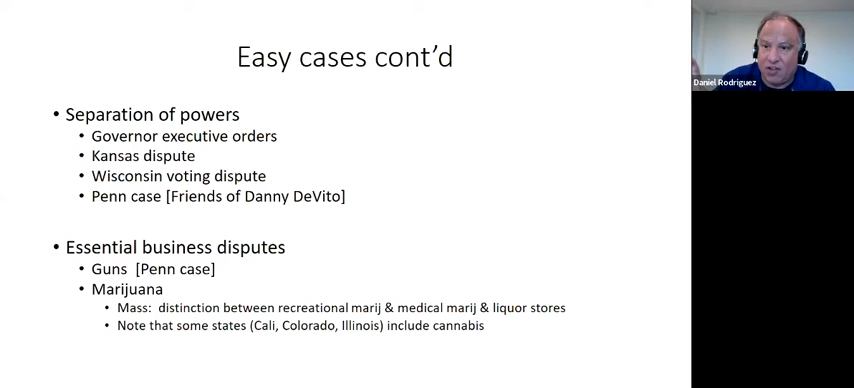 Easy cases cont’d
• Separation of powers
• Governor executive orders
• Kansas dispute
• Wisconsin voting dispute
• Penn case [Friends of Danny DeVito]
• Essential business disputes
• Guns  [Penn case]
• Marijuana
• Mass:  distinction between recreational marij & medical marij & liquor stores
• Note that some states (Cali, Colorado, Illinois) include cannabis
Daniel Rodriguez